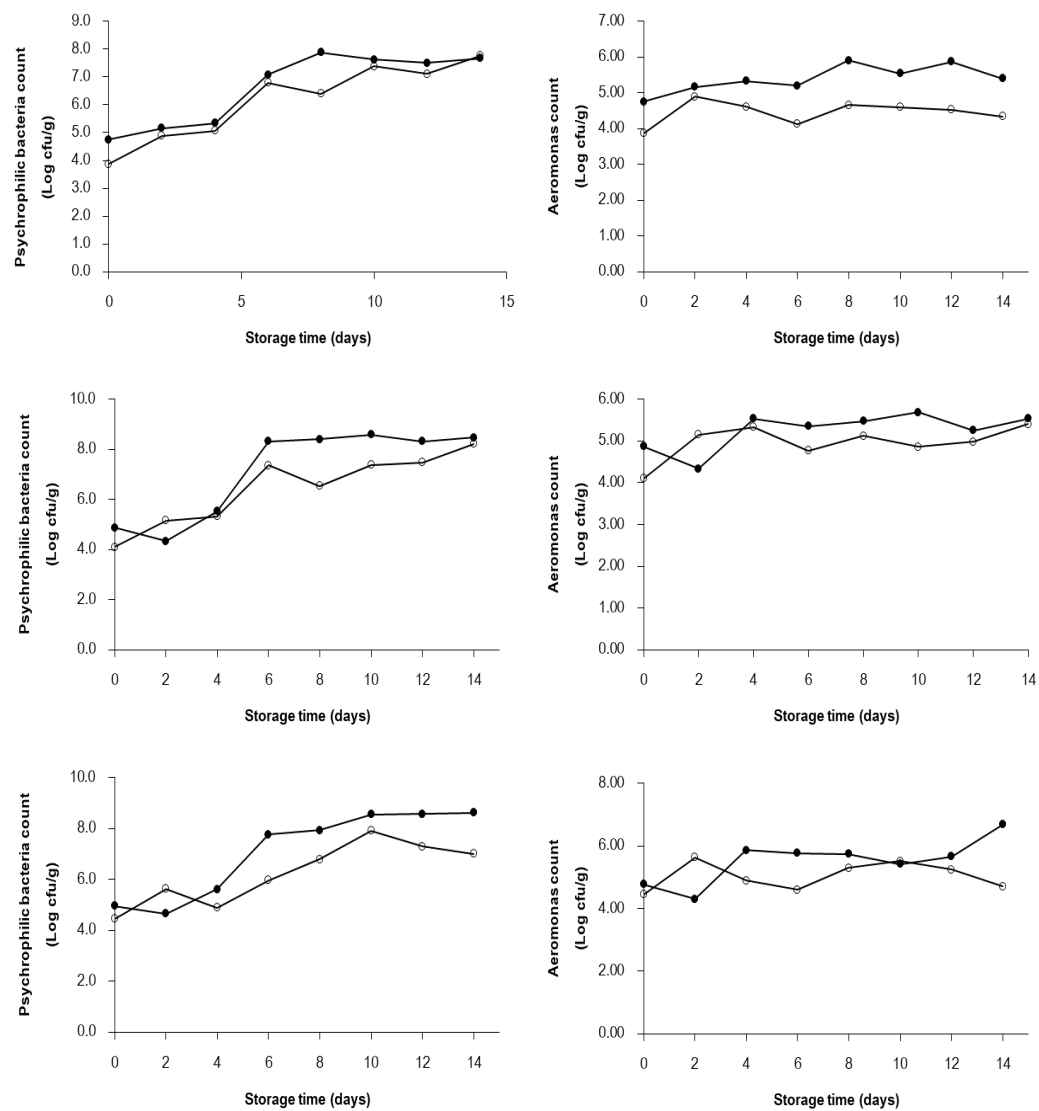 Psychrophilic bacteria count
(Log cfu/g)
9.0
8.0
7.0
6.0
5.0
4.0
3.0
2.0
1.0
0.0
0 5 10 15
Storage time (days)
Aeromonas count
(Log cfu/g)
7.00
6.00
5.00
4.00
3.00
2.00
1.00
0.00
0 2 4 6 8 10 12 14
Storage time (days)
Psychrophilic bacteria count
(Log cfu/g)
10.0
8.0
6.0
4.0
2.0
0.0
0 2 4 6 8 10 12 14
Storage time (days)
Aeromonas count
(Log cfu/g)
6.00
5.00
4.00
3.00
2.00
1.00
0.00
0 2 4 6 8 10 12 14
Storage time (days)
Psychrophilic bacteria count
(Log cfu/g)
10.0
8.0
6.0
4.0
2.0
0.0
0 2 4 6 8 10 12 14
Storage time (days)
Aeromonas count
(Log cfu/g)
8.00
6.00
4.00
2.00
0.00
0 2 4 6 8 10 12 14
Storage time (days)